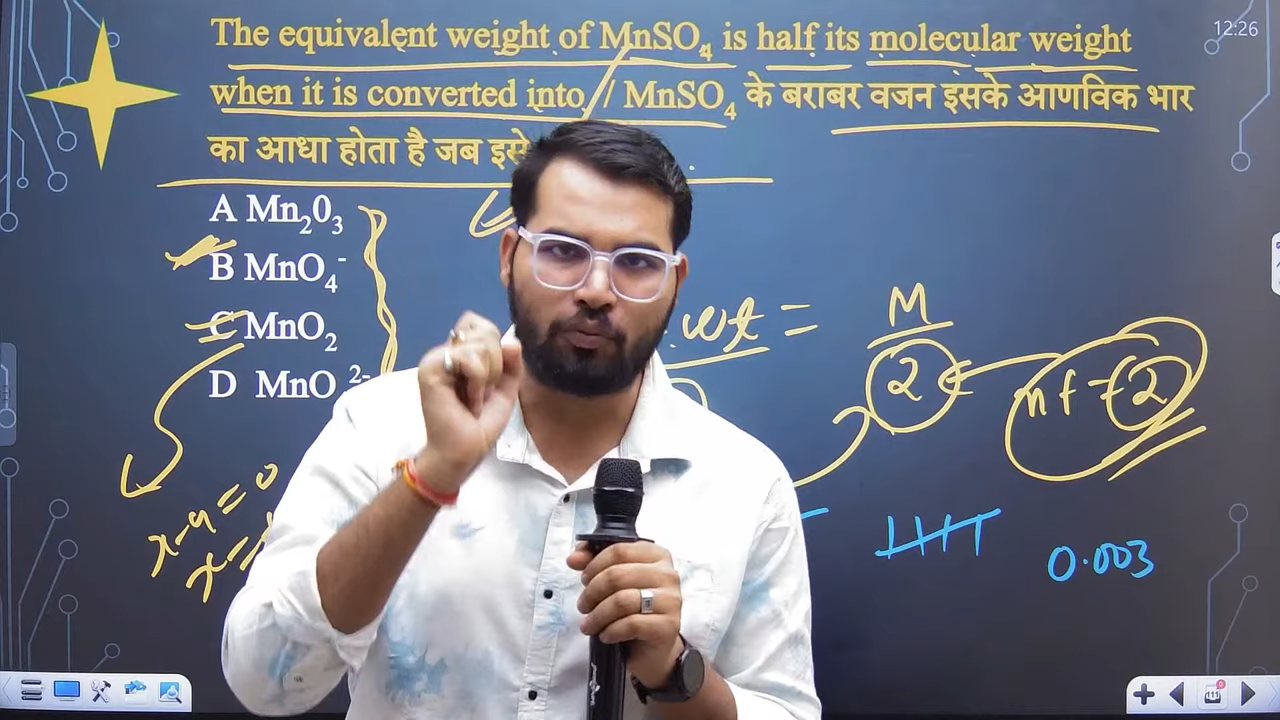 12:26
The equivalent weight of MnSO₄ is half its molecular weight
when it is converted into / MnSO₄ के बराबर वजन इसके आणविक भार
का आधा होता है जब इसे
A Mn₂0₃
B MnO₄⁻
C MnO₂
D MnO ²⁻
.wt = M
2
nf = 2
x-4=0
x=
0.003